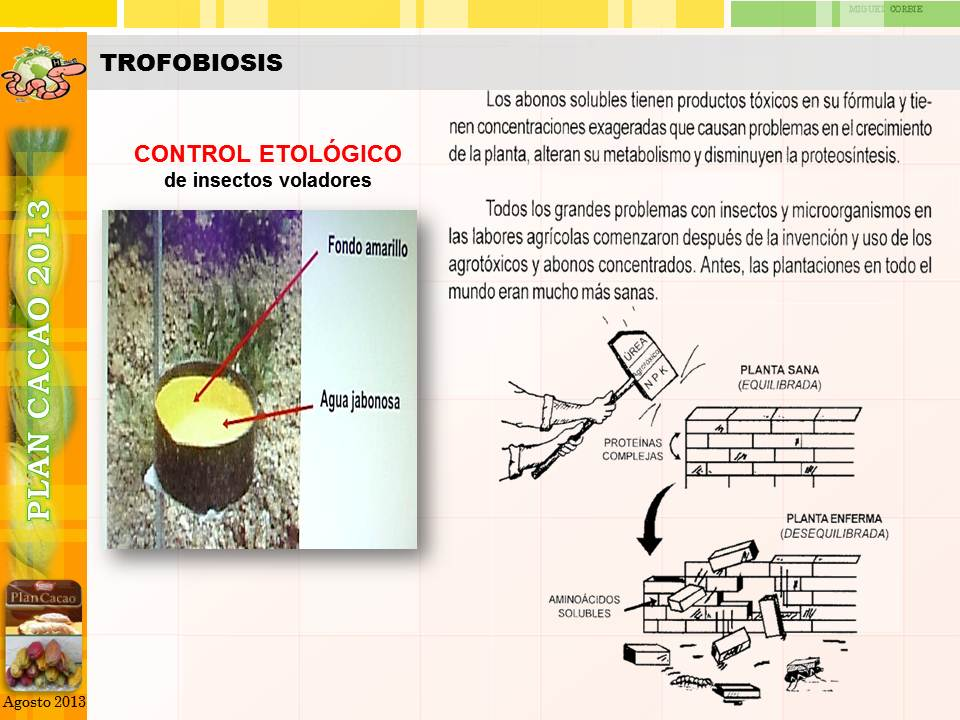 MIGUEL CORBIE
TROFOBIOSIS
CONTROL ETOLÓGICO
de insectos voladores
Fondo amarillo
Agua jabonosa
Los abonos solubles tienen productos tóxicos en su fórmula y tie-
nen concentraciones exageradas que causan problemas en el crecimiento
de la planta, alteran su metabolismo y disminuyen la proteosíntesis.
Todos los grandes problemas con insectos y microorganismos en
las labores agrícolas comenzaron después de la invención y uso de los
agrotóxicos y abonos concentrados. Antes, las plantaciones en todo el
mundo eran mucho más sanas.
ÚREA
Agrotóxico
N P K
PLANTA SANA
(EQUILIBRADA)
PROTEÍNAS
COMPLEJAS
PLANTA ENFERMA
(DESEQUILIBRADA)
AMINOÁCIDOS
SOLUBLES
PLAN CACAO 2013
PlanCacao
Agosto 2013